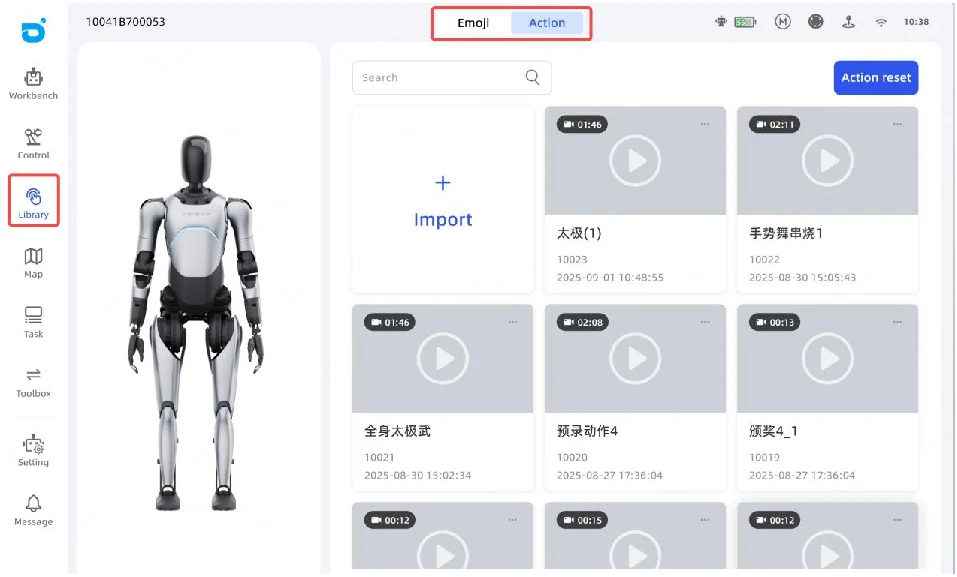 10041B700053
Emoji
Action
10:38
Workbench
Control
Library
Map
Task
Toolbox
Setting
Message
Search
Action reset
+
Import
01:46
太极(1)
10023
2025-09-01 10:48:55
02:11
手势舞串烧1
10022
2025-08-30 15:05:43
01:46
全身太极武
10021
2025-08-30 15:02:34
02:08
预录动作4
10020
2025-08-27 17:36:04
00:13
颁奖4_1
10019
2025-08-27 17:36:04
00:12
00:15
00:12